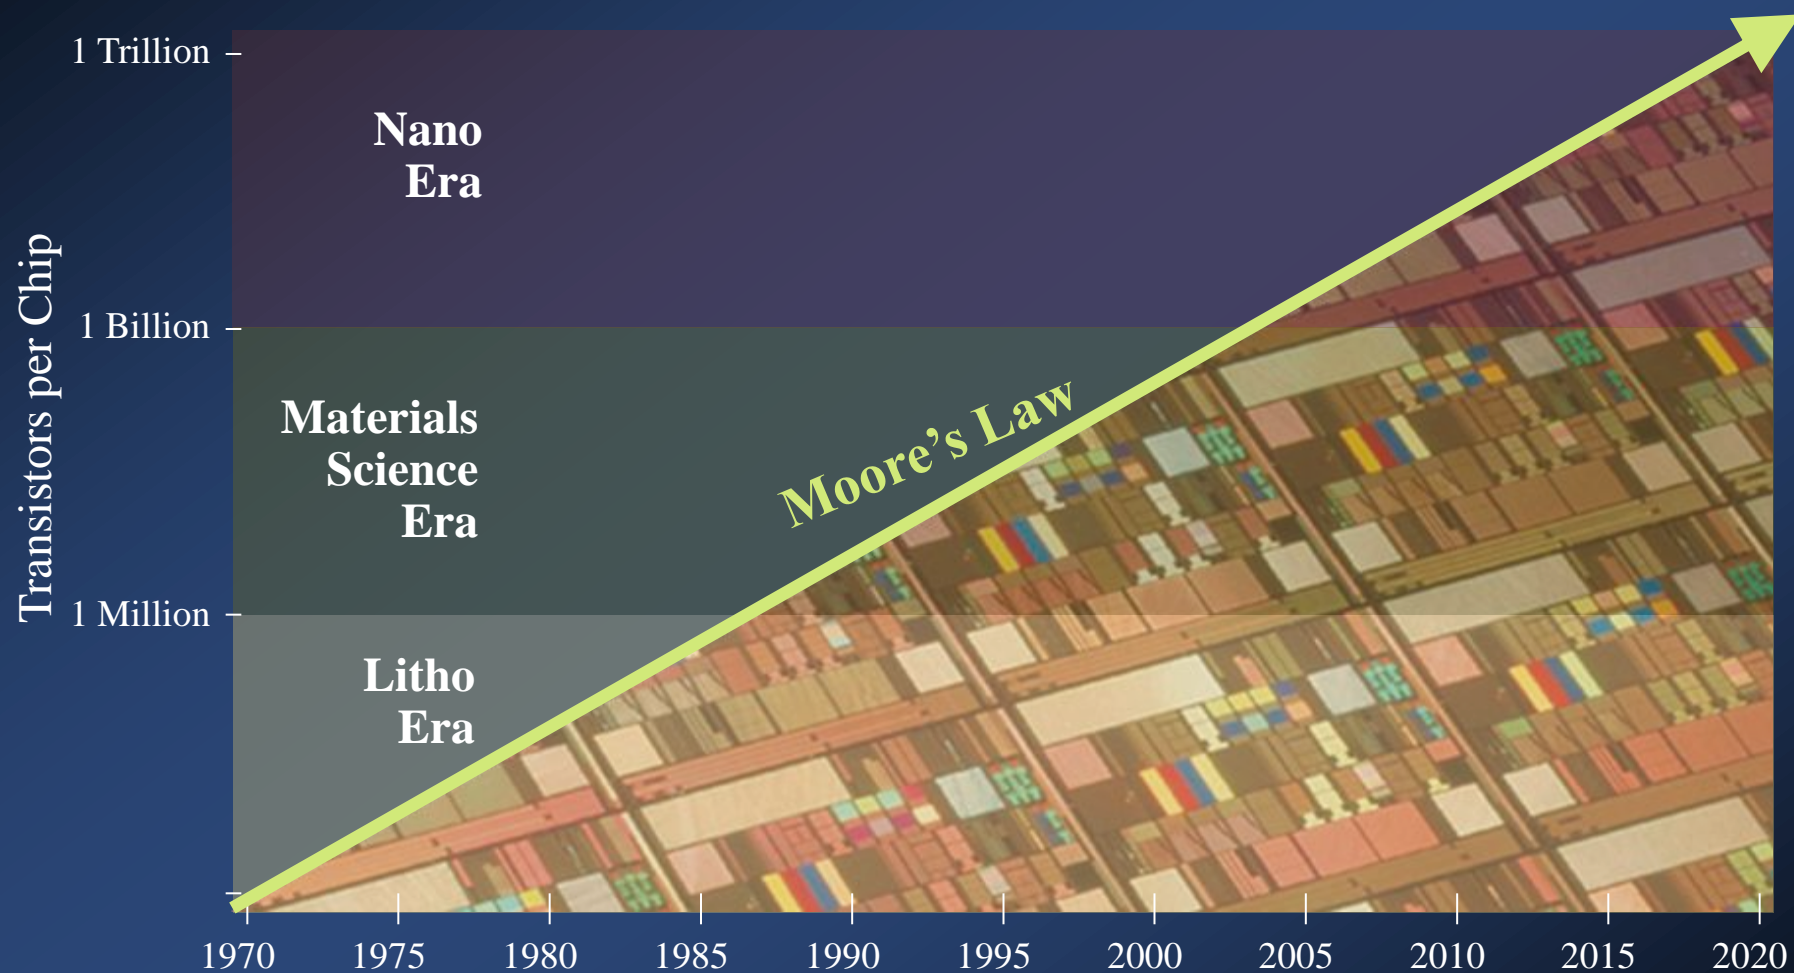 1 Trillion
Nano
Era
1 Billion
Transistors per Chip
Materials
Science
Era
Moore’s Law
1 Million
Litho
Era
1970 1975 1980 1985 1990 1995 2000 2005 2010 2015 2020